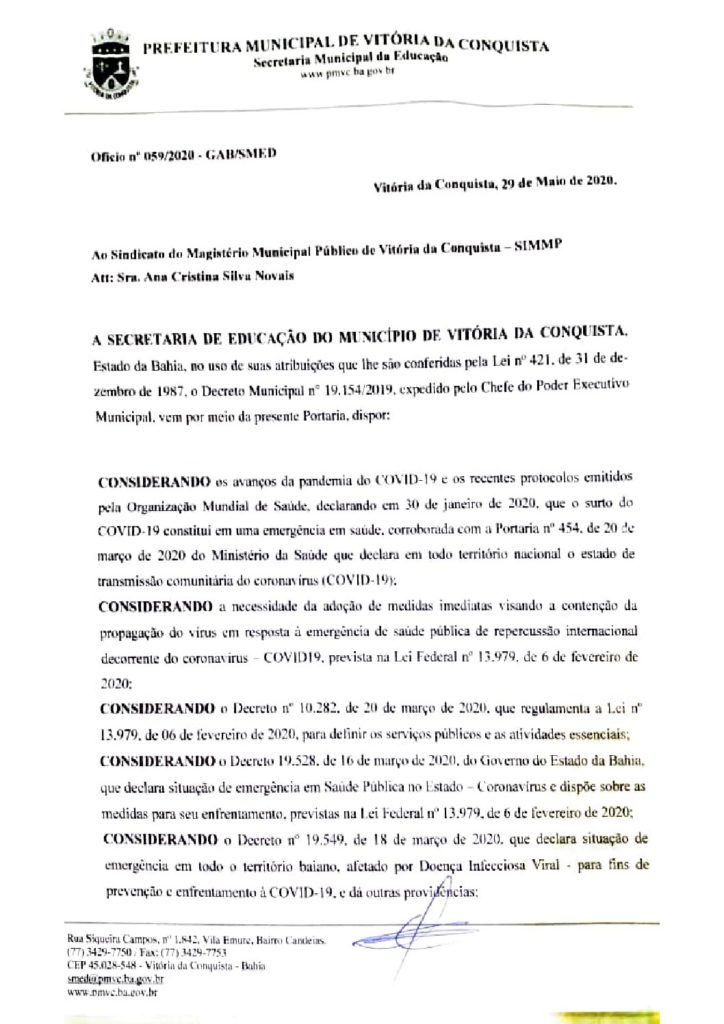 PREFEITURA MUNICIPAL DE VITÓRIA DA CONQUISTA
Secretaria Municipal da Educação
www.pmvc.ba.gov.br
VITÓRIA DA CONQUISTA
Ofício nº 059/2020 - GAB/SMED
Vitória da Conquista, 29 de Maio de 2020.
Ao Sindicato do Magistério Municipal Público de Vitória da Conquista – SIMMP
Att: Sra. Ana Cristina Silva Novais
A SECRETARIA DE EDUCAÇÃO DO MUNICÍPIO DE VITÓRIA DA CONQUISTA,
Estado da Bahia, no uso de suas atribuições que lhe são conferidas pela Lei nº 421, de 31 de de-
zembro de 1987, o Decreto Municipal nº 19.154/2019, expedido pelo Chefe do Poder Executivo
Municipal, vem por meio da presente Portaria, dispor:
CONSIDERANDO os avanços da pandemia do COVID-19 e os recentes protocolos emitidos
pela Organização Mundial de Saúde, declarando em 30 de janeiro de 2020, que o surto do
COVID-19 constitui em uma emergência em saúde, corroborada com a Portaria nº 454, de 20 de
março de 2020 do Ministério da Saúde que declara em todo território nacional o estado de
transmissão comunitária do coronavírus (COVID-19);
CONSIDERANDO a necessidade da adoção de medidas imediatas visando a contenção da
propagação do vírus em resposta à emergência de saúde pública de repercussão internacional
decorrente do coronavírus – COVID19, prevista na Lei Federal nº 13.979, de 6 de fevereiro de
2020;
CONSIDERANDO o Decreto nº 10.282, de 20 de março de 2020, que regulamenta a Lei nº
13.979, de 06 de fevereiro de 2020, para definir os serviços públicos e as atividades essenciais;
CONSIDERANDO o Decreto 19.528, de 16 de março de 2020, do Governo do Estado da Bahia,
que declara situação de emergência em Saúde Pública no Estado – Coronavírus e dispõe sobre as
medidas para seu enfrentamento, previstas na Lei Federal nº 13.979, de 6 de fevereiro de 2020;
CONSIDERANDO o Decreto nº 19.549, de 18 de março de 2020, que declara situação de
emergência em todo o território baiano, afetado por Doença Infecciosa Viral - para fins de
prevenção e enfrentamento à COVID-19, e dá outras providências;
Rua Siqueira Campos, nº 1.842, Vila Emurc, Bairro Candeias.
(77) 3429-7750 / Fax: (77) 3429-7753
CEP 45.028-548 - Vitória da Conquista - Bahia
smed@pmvc.ba.gov.br
www.pmvc.ba.gov.br